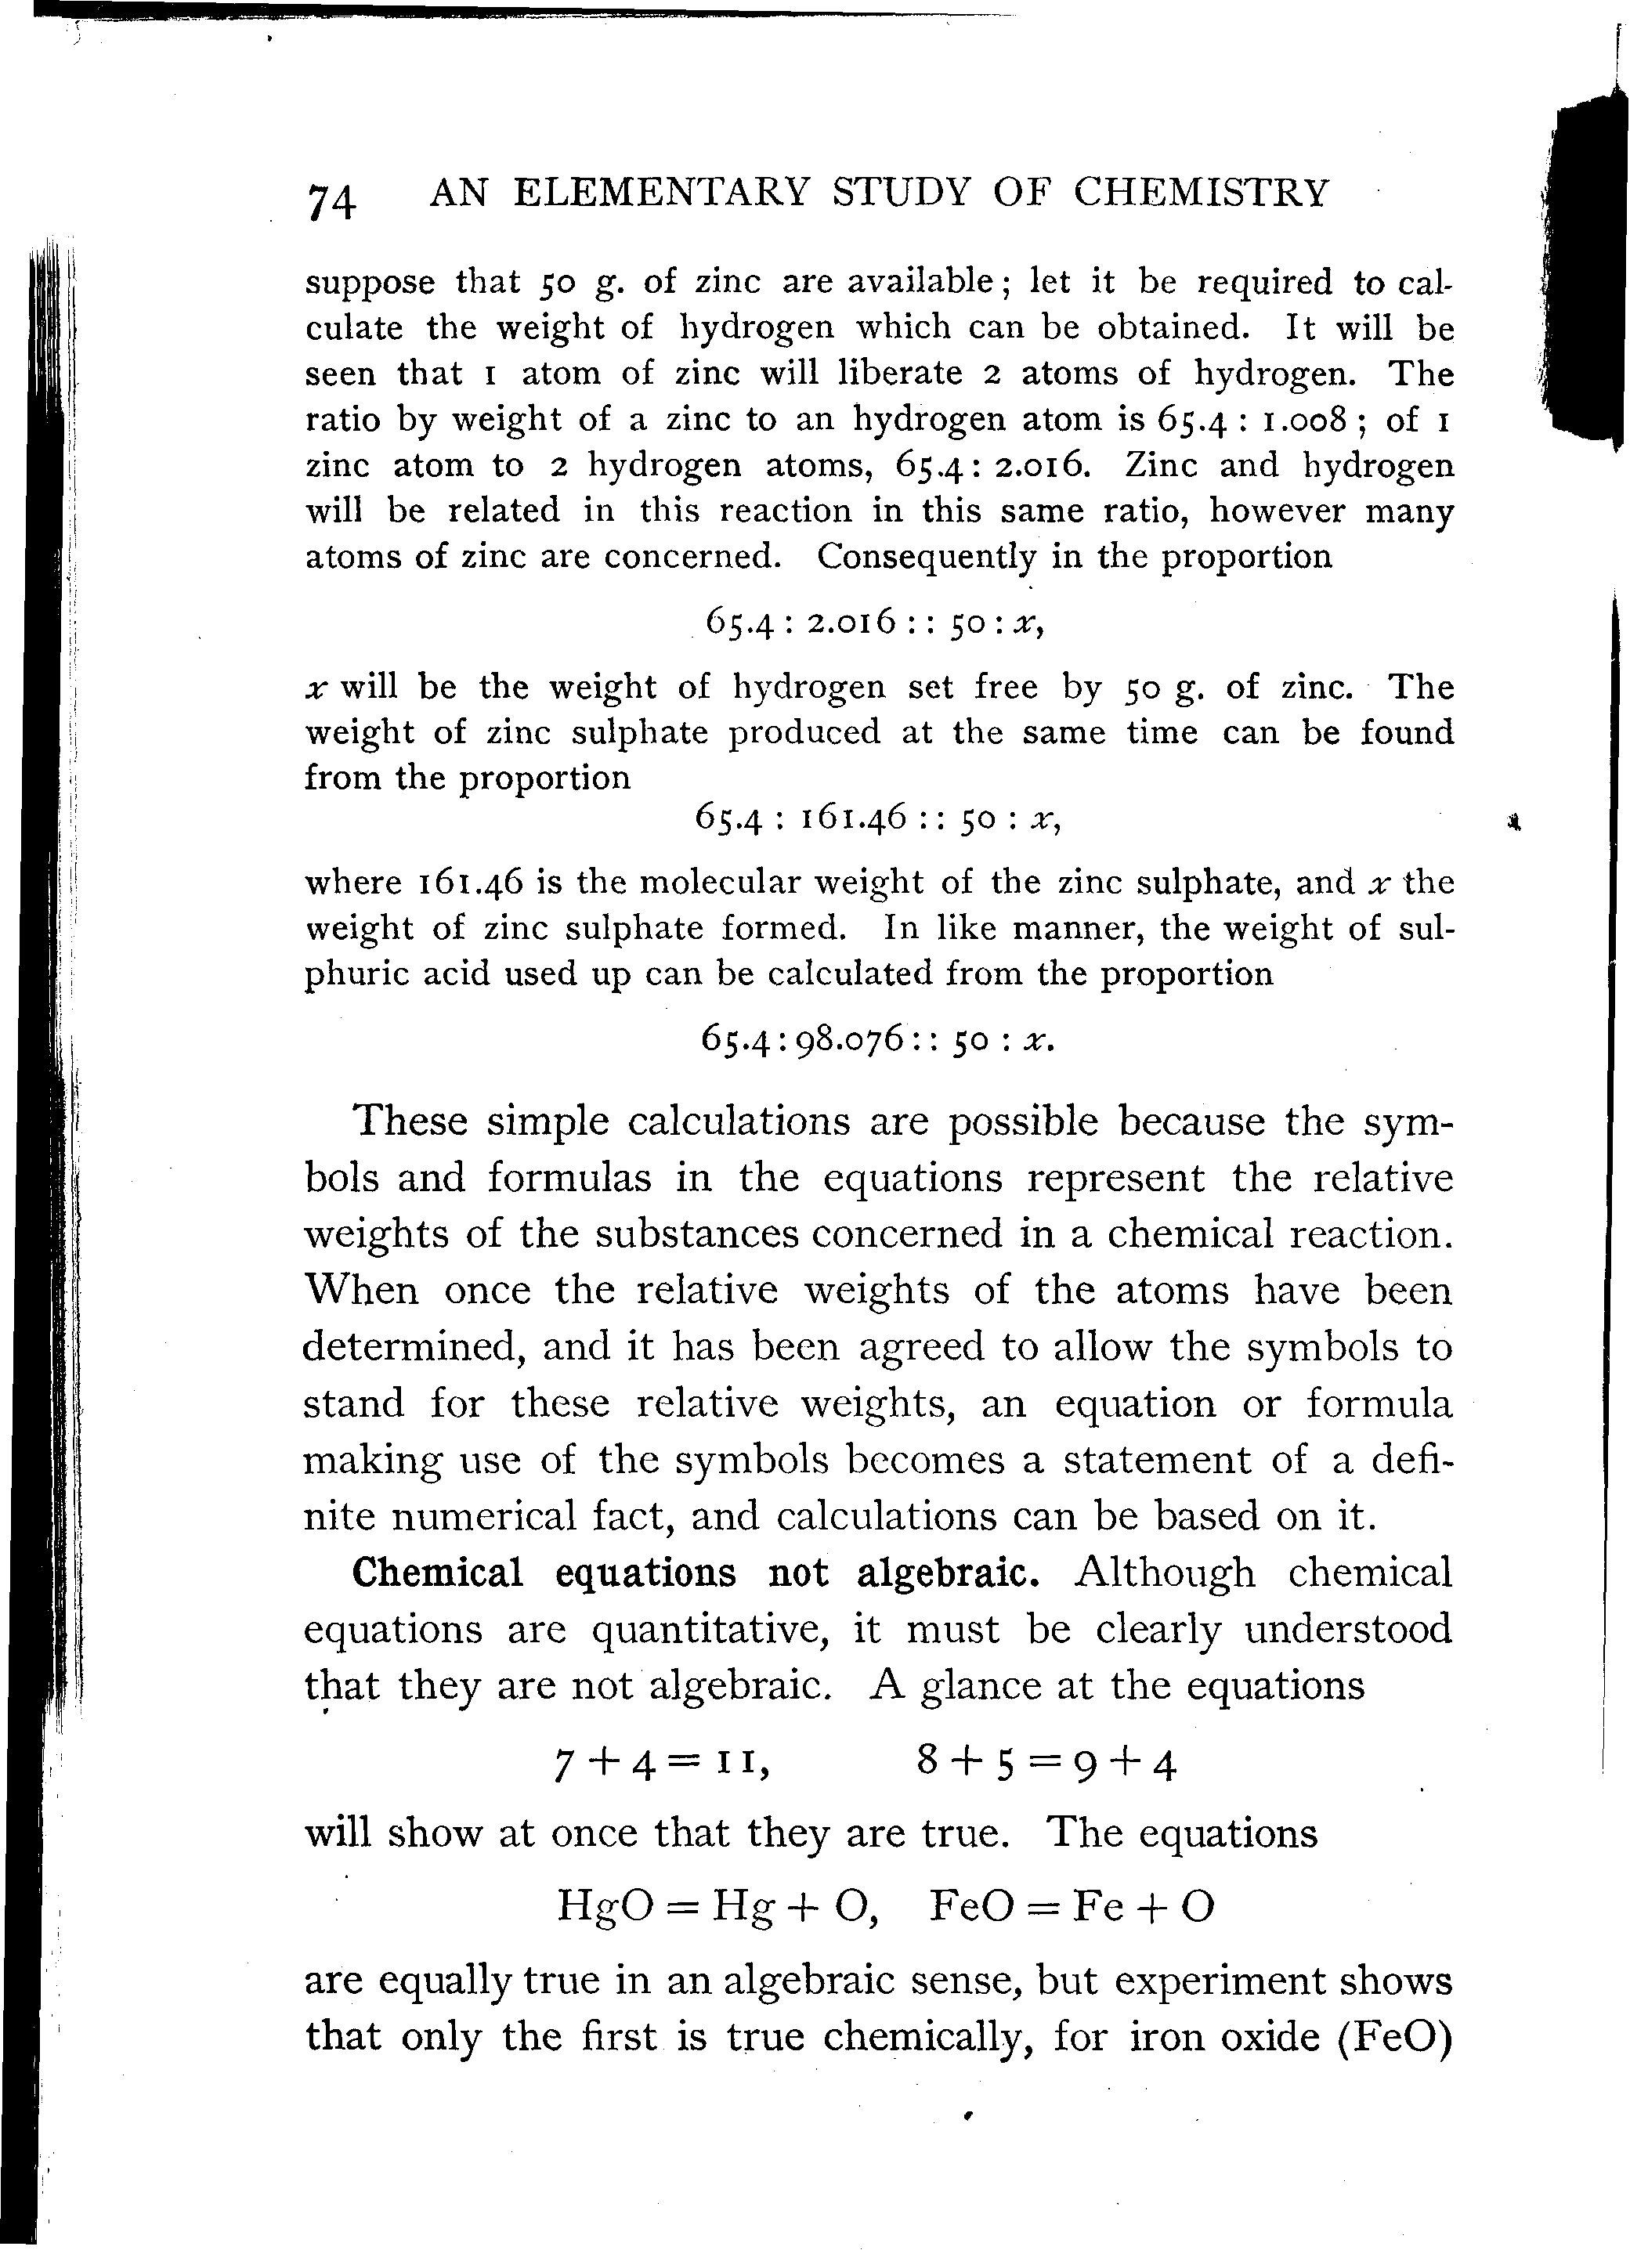 74 AN ELEMENTARY STUDY OF CHEMISTRY
suppose that 50 g. of zinc are available; let it be required to cal-
culate the weight of hydrogen which can be obtained. It will be
seen that 1 atom of zinc will liberate 2 atoms of hydrogen. The
ratio by weight of a zinc to an hydrogen atom is 65.4 : 1.008; of 1
zinc atom to 2 hydrogen atoms, 65.4 : 2.016. Zinc and hydrogen
will be related in this reaction in this same ratio, however many
atoms of zinc are concerned. Consequently in the proportion
65.4 : 2.016 :: 50 : x,
x will be the weight of hydrogen set free by 50 g. of zinc. The
weight of zinc sulphate produced at the same time can be found
from the proportion
65.4 : 161.46 :: 50 : x,
where 161.46 is the molecular weight of the zinc sulphate, and x the
weight of zinc sulphate formed. In like manner, the weight of sul-
phuric acid used up can be calculated from the proportion
65.4 : 98.076 :: 50 : x.
These simple calculations are possible because the sym-
bols and formulas in the equations represent the relative
weights of the substances concerned in a chemical reaction.
When once the relative weights of the atoms have been
determined, and it has been agreed to allow the symbols to
stand for these relative weights, an equation or formula
making use of the symbols becomes a statement of a defi-
nite numerical fact, and calculations can be based on it.
Chemical equations not algebraic. Although chemical
equations are quantitative, it must be clearly understood
that they are not algebraic. A glance at the equations
7 + 4 = 11, 8 + 5 = 9 + 4
will show at once that they are true. The equations
HgO = Hg + O, FeO = Fe + O
are equally true in an algebraic sense, but experiment shows
that only the first is true chemically, for iron oxide (FeO)